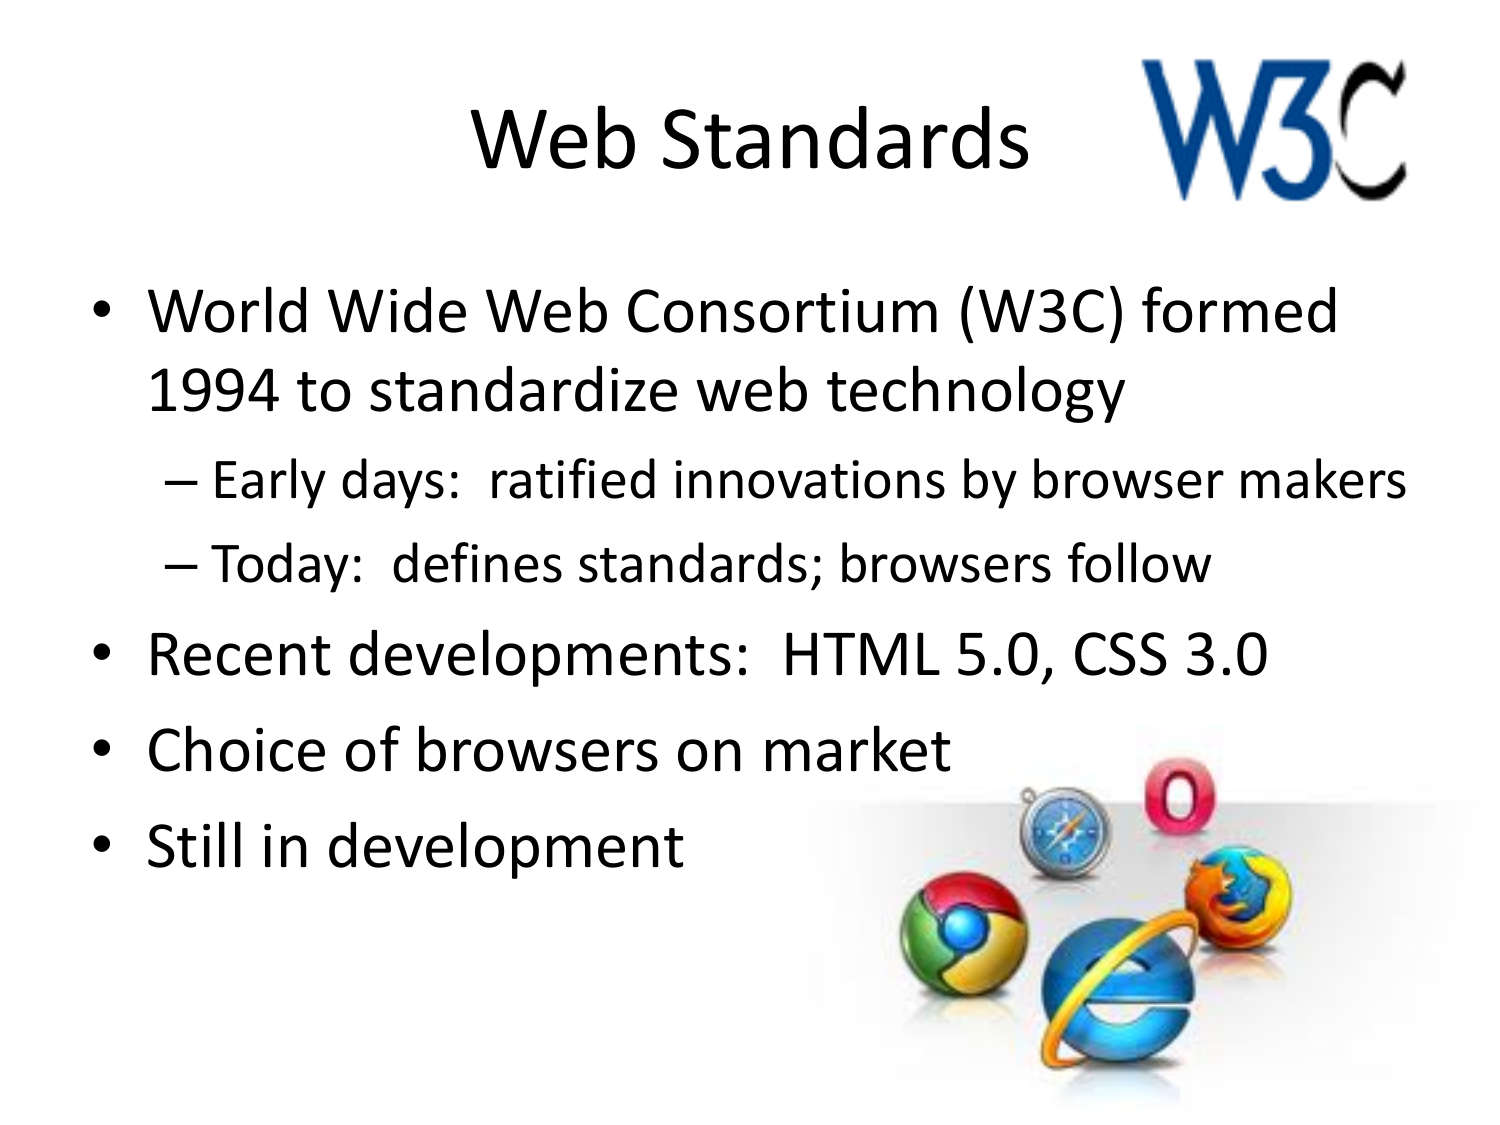 Web Standards
W3C
• World Wide Web Consortium (W3C) formed
1994 to standardize web technology
– Early days:  ratified innovations by browser makers
– Today:  defines standards; browsers follow
• Recent developments:  HTML 5.0, CSS 3.0
• Choice of browsers on market
• Still in development